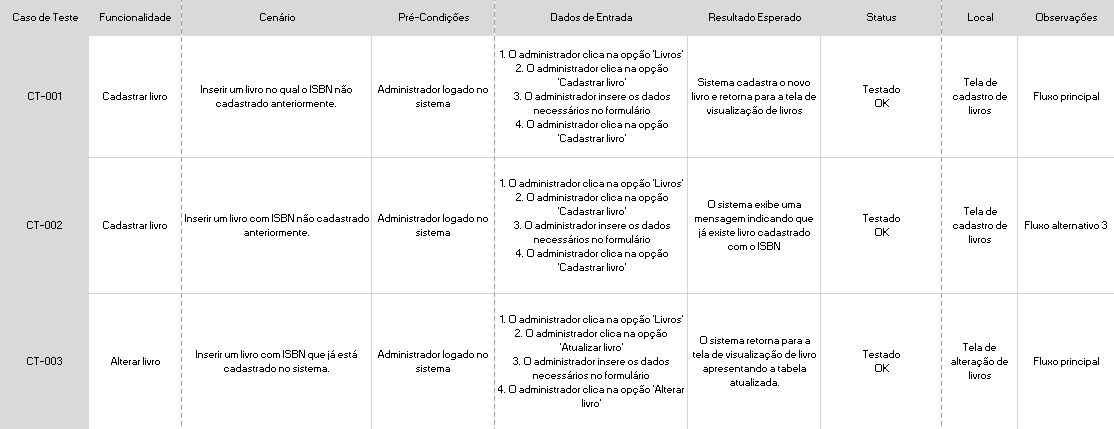 Caso de Teste
Funcionalidade
Cenário
Pré-Condições
Dados de Entrada
Resultado Esperado
Status
Local
Observações
CT-001
Cadastrar livro
Inserir um livro no qual o ISBN não
cadastrado anteriormente.
Administrador logado no
sistema
1. O administrador clica na opção 'Livros'
2. O administrador clica na opção
'Cadastrar livro'
3. O administrador insere os dados
necessários no formulário
4. O administrador clica na opção
'Cadastrar livro'
Sistema cadastra o novo
livro e retorna para a tela de
visualização de livros
Testado
OK
Tela de
cadastro de
livros
Fluxo principal
CT-002
Cadastrar livro
Inserir um livro com ISBN não cadastrado
anteriormente.
Administrador logado no
sistema
1. O administrador clica na opção 'Livros'
2. O administrador clica na opção
'Cadastrar livro'
3. O administrador insere os dados
necessários no formulário
4. O administrador clica na opção
'Cadastrar livro'
O sistema exibe uma
mensagem indicando que
já existe livro cadastrado
com o ISBN
Testado
OK
Tela de
cadastro de
livros
Fluxo alternativo 3
CT-003
Alterar livro
Inserir um livro com ISBN que já está
cadastrado no sistema.
Administrador logado no
sistema
1. O administrador clica na opção 'Livros'
2. O administrador clica na opção
'Atualizar livro'
3. O administrador insere os dados
necessários no formulário
4. O administrador clica na opção 'Alterar
livro'
O sistema retorna para a
tela de visualização de livro
apresentando a tabela
atualizada.
Testado
OK
Tela de
alteração de
livros
Fluxo principal